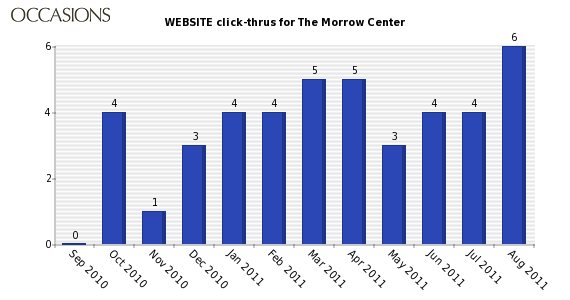 OCCASIONS
WEBSITE click-thrus for The Morrow Center
6
4
2
0
0
4
1
3
4
4
5
5
3
4
4
6
Sep 2010
Oct 2010
Nov 2010
Dec 2010
Jan 2011
Feb 2011
Mar 2011
Apr 2011
May 2011
Jun 2011
Jul 2011
Aug 2011